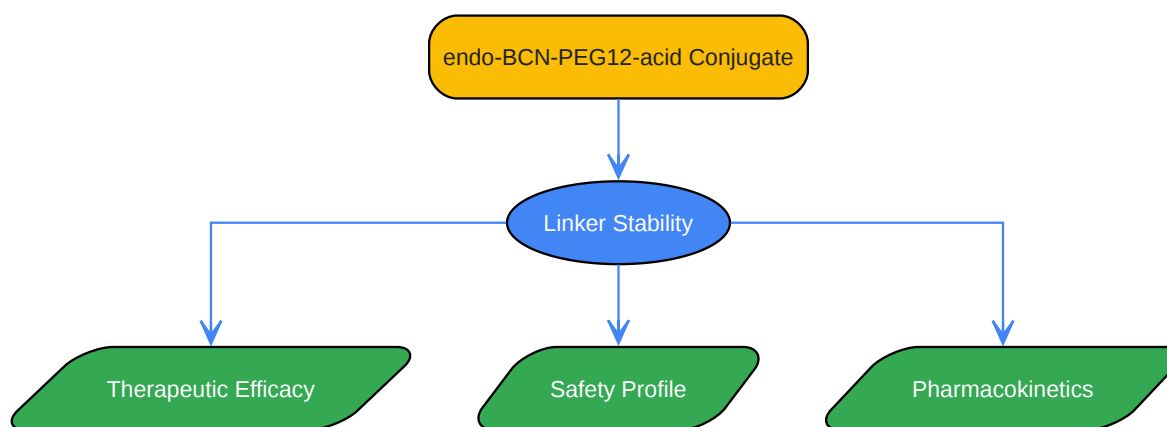 endo-BCN-PEG12-acid Conjugate
Linker Stability
Therapeutic Efficacy
Safety Profile
Pharmacokinetics